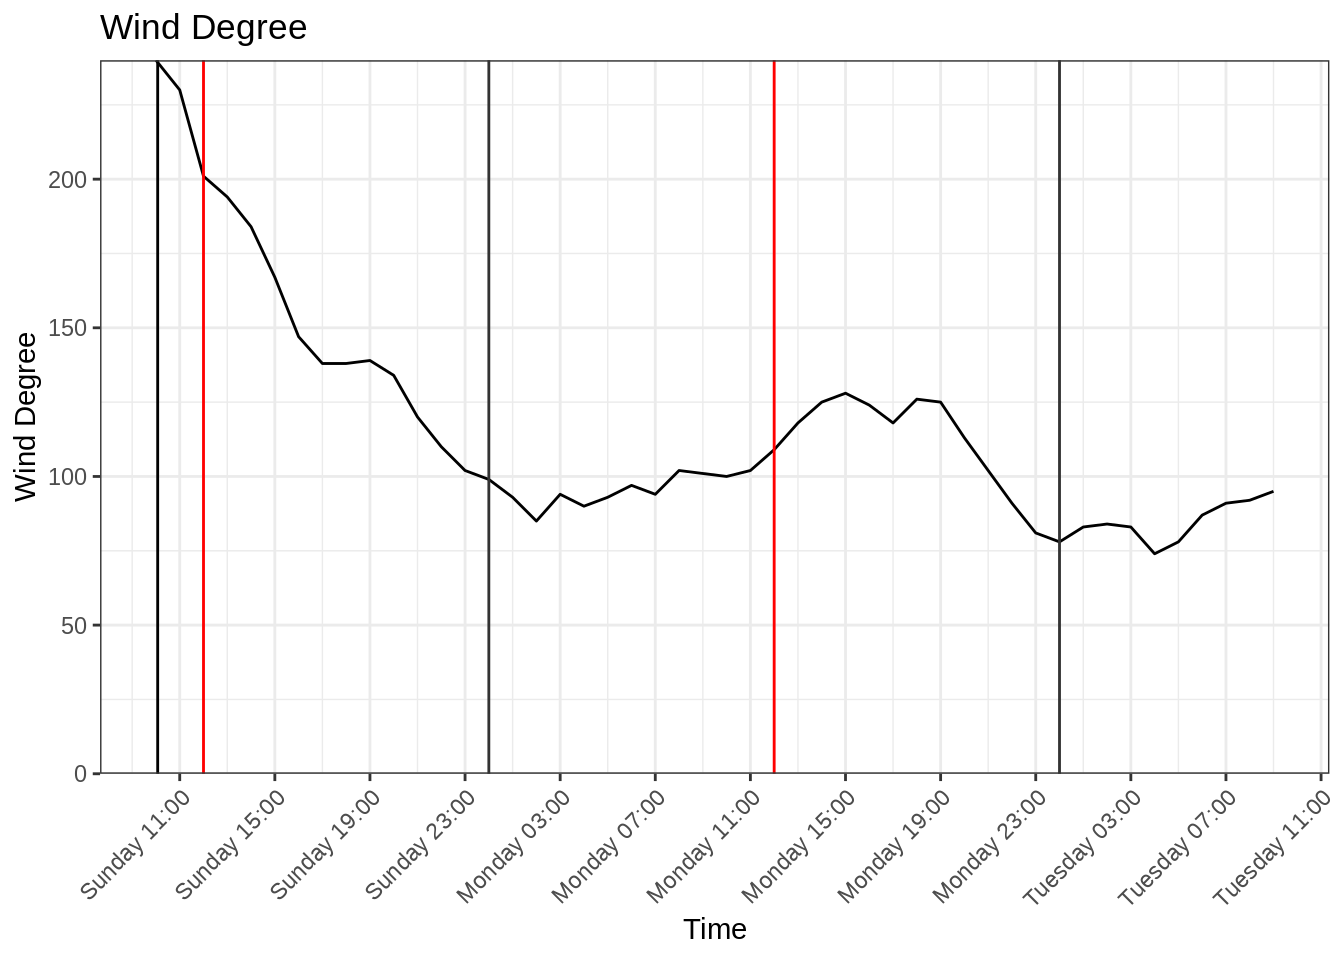 Wind Degree
Wind Degree
200
150
100
50
0
Sunday 11:00
Sunday 15:00
Sunday 19:00
Sunday 23:00
Monday 03:00
Monday 07:00
Monday 11:00
Monday 15:00
Monday 19:00
Monday 23:00
Tuesday 03:00
Tuesday 07:00
Tuesday 11:00
Time